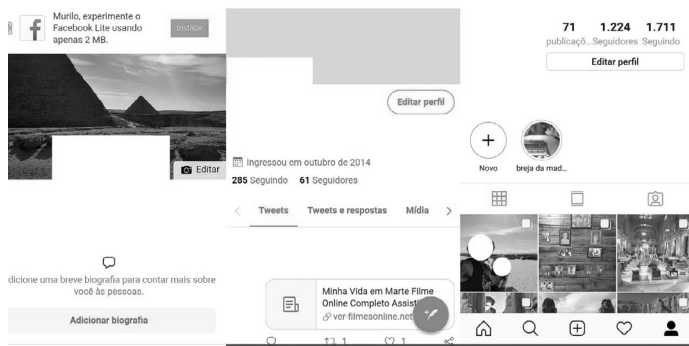 Murilo, experimente o
Facebook Lite usando
apenas 2 MB.
Instalar
Editar
dicione uma breve biografia para contar mais sobre
você às pessoas.
Adicionar biografia
Editar perfil
Ingressou em outubro de 2014
285 Seguindo 61 Seguidores
Tweets Tweets e respostas Mídia
Minha Vida em Marte Filme
Online Completo Assist
ver-filmesonline.net
1 1
71 1.224 1.711
publicaçõ... Seguidores Seguindo
Editar perfil
Novo breja da mad...